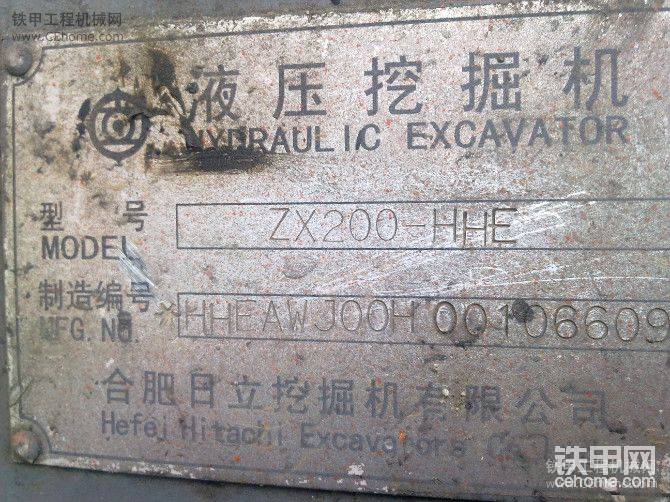 铁甲工程机械网
www.Cehome.com
液压挖掘机
HYDRAULIC EXCAVATOR
型号 ZX200-HHE
MODEL
制造编号 *HHEAWJ00H00106609
MFG. NO.
合肥日立挖掘机有限公司
Hefei Hitachi Excavators Co.
铁甲网
cehome.com